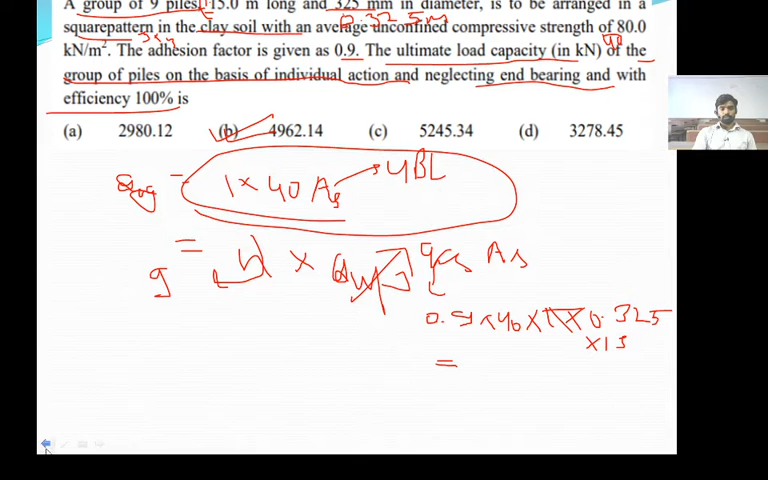 A group of 9 piles, 15.0 m long and 325 mm in diameter, is to be arranged in a
0.325m
squarepattern in the clay soil with an average unconfined compressive strength of 80.0
kN/m². The adhesion factor is given as 0.9. The ultimate load capacity (in kN) of the
group of piles on the basis of individual action and neglecting end bearing and with
efficiency 100% is
(a) 2980.12 (b) 4962.14 (c) 5245.34 (d) 3278.45
= 1 × 40 As → 4BL
= n × As
0.9 × 40 × π × 0.325
× 15
=